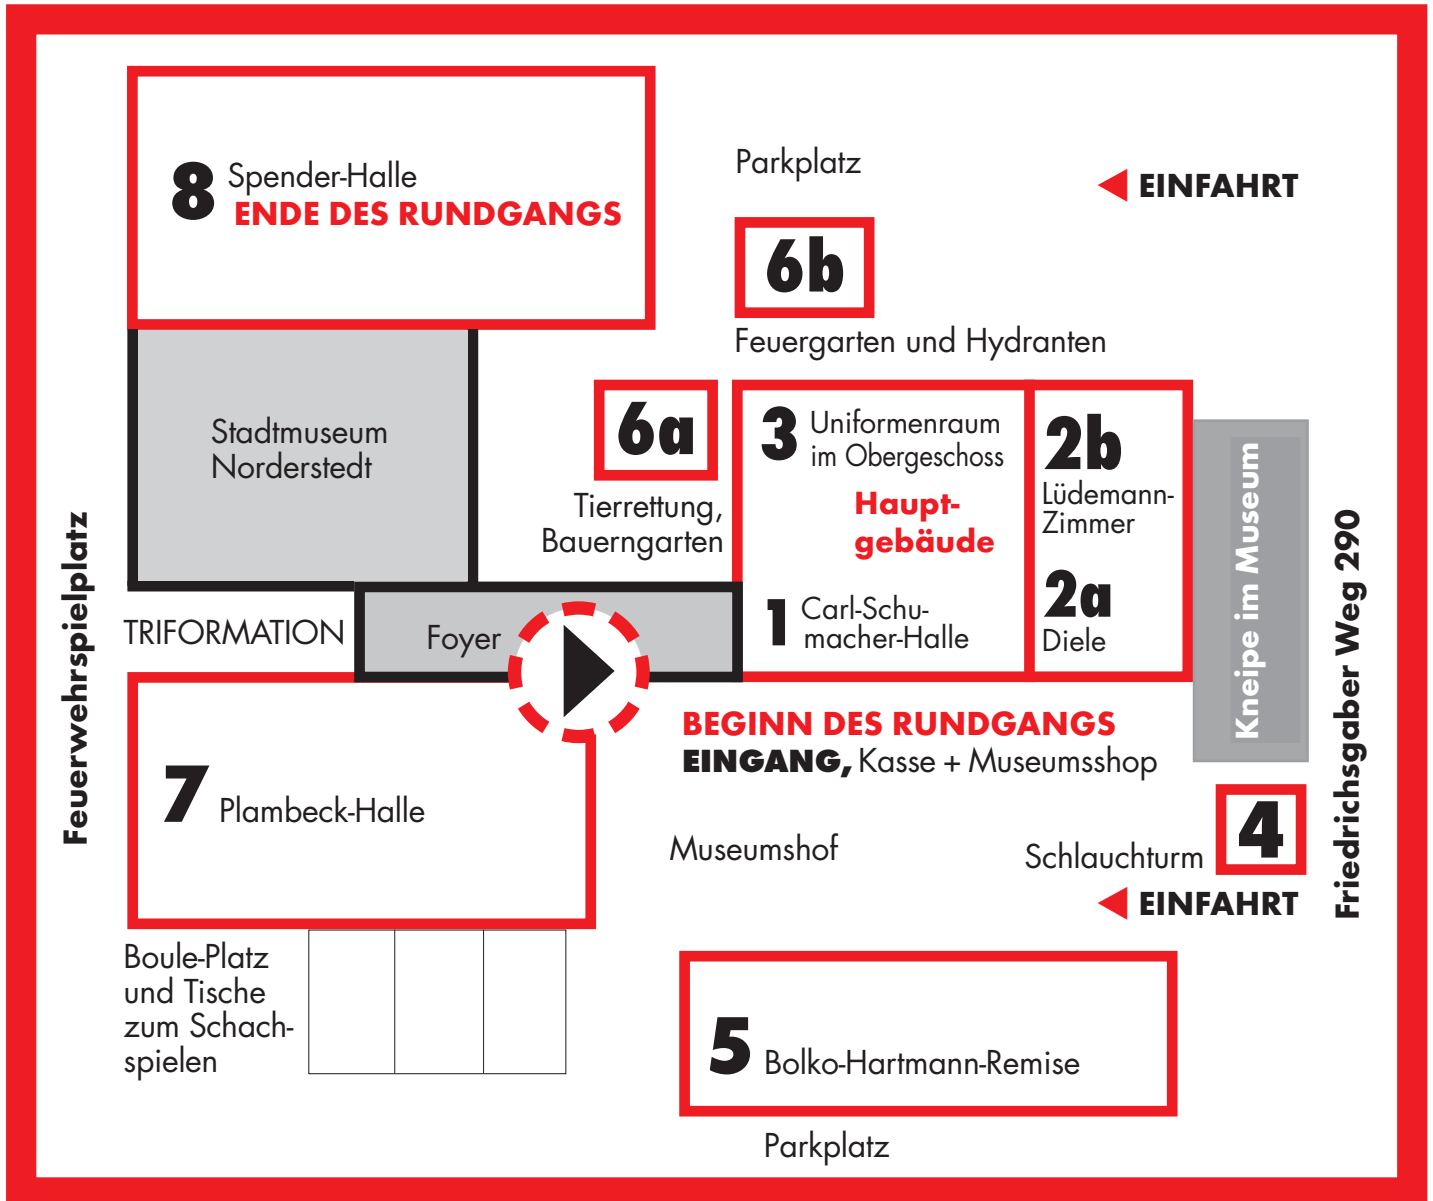 8 Spender-Halle
ENDE DES RUNDGANGS
Parkplatz
EINFAHRT
6b
Feuergarten und Hydranten
Stadtmuseum
Norderstedt
6a
Tierrettung,
Bauerngarten
3 Uniformenraum
im Obergeschoss
Haupt-
gebäude
1 Carl-Schu-
macher-Halle
2b
Lüdemann-
Zimmer
2a
Diele
Kneipe im Museum
Friedrichsgaber Weg 290
Feuerwehrspielplatz
TRIFORMATION
Foyer
BEGINN DES RUNDGANGS
EINGANG, Kasse + Museumsshop
7 Plambeck-Halle
Museumshof
Schlauchturm 4
EINFAHRT
Boule-Platz
und Tische
zum Schach-
spielen
5 Bolko-Hartmann-Remise
Parkplatz